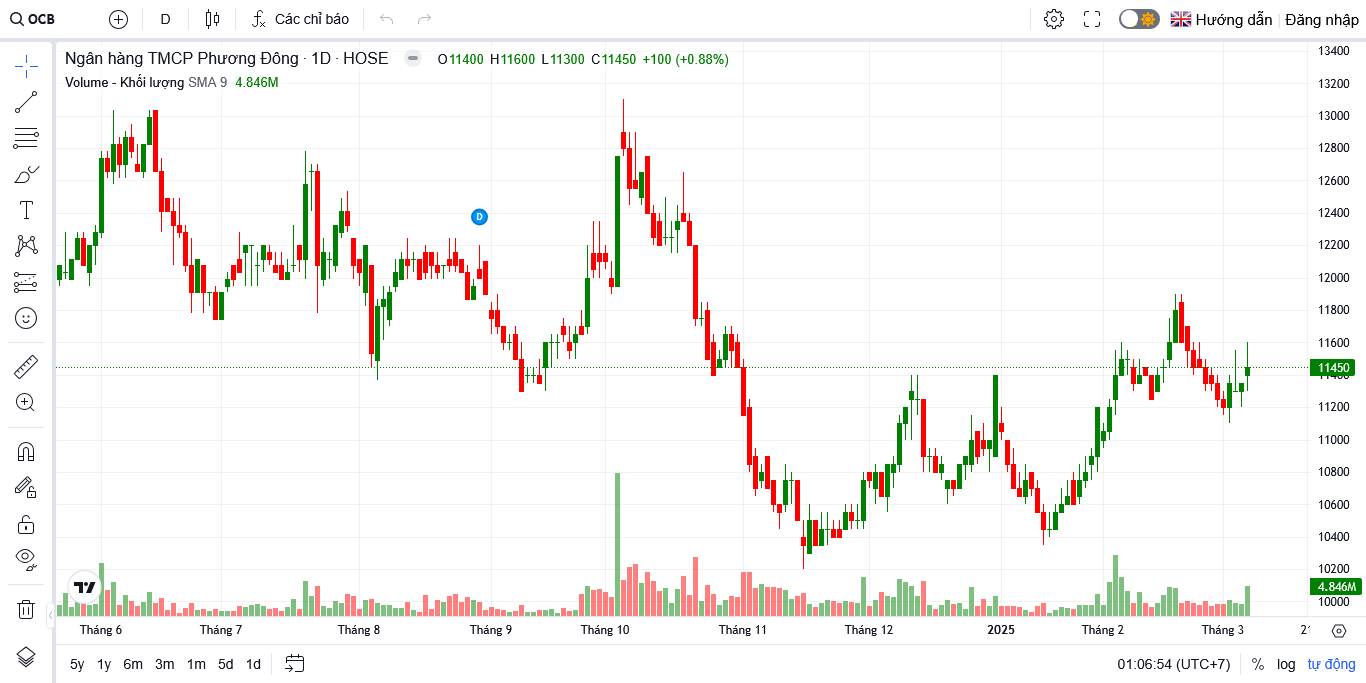 OCB D Các chỉ báo Hướng dẫn Đăng nhập
Ngân hàng TMCP Phương Đông · 1D · HOSE O11400 H11600 L11300 C11450 +100 (+0.88%)
Volume - Khối lượng SMA 9 4.846M
13400
13200
13000
12800
12600
12400
12200
12000
11800
11600
11450
11400
11200
11000
10800
10600
10400
10200
4.846M
10000
D
Tháng 6 Tháng 7 Tháng 8 Tháng 9 Tháng 10 Tháng 11 Tháng 12 2025 Tháng 2 Tháng 3 21
5y 1y 6m 3m 1m 5d 1d 01:06:54 (UTC+7) % log tự động